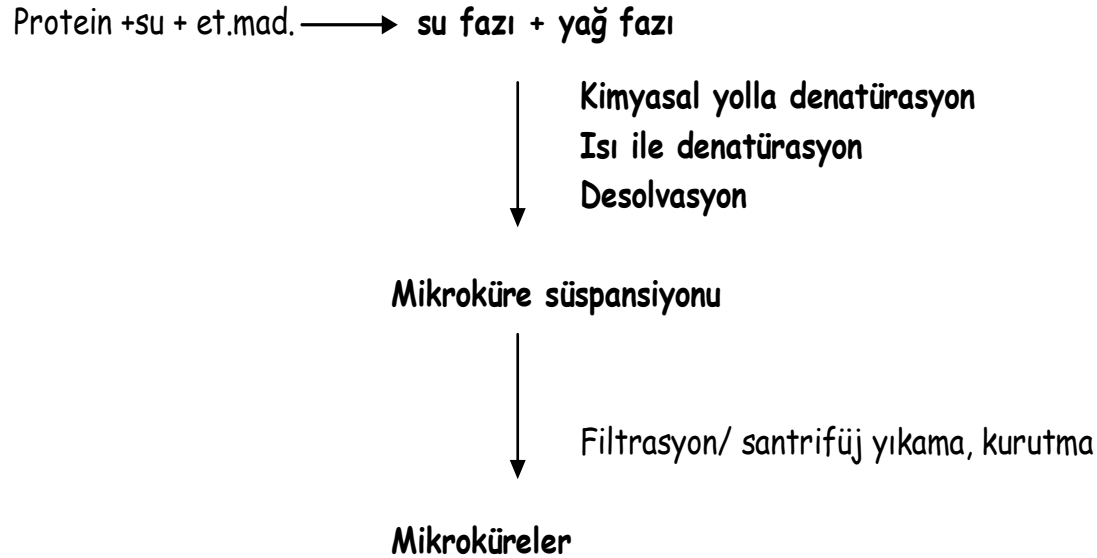 Protein +su + et.mad. su fazı + yağ fazı
Kimyasal yolla denatürasyon
Isı ile denatürasyon
Desolvasyon
Mikroküre süspansiyonu
Filtrasyon/ santrifüj yıkama, kurutma
Mikroküreler